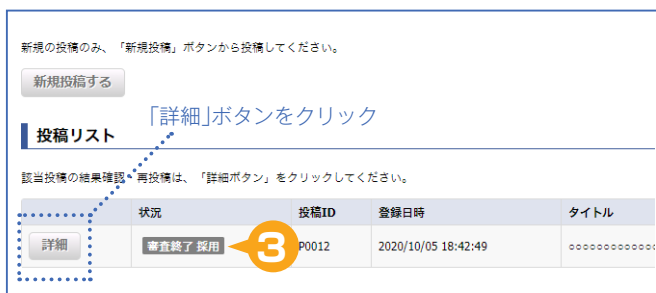 新規の投稿のみ、「新規投稿」ボタンから投稿してください。
新規投稿する
「詳細」ボタンをクリック
投稿リスト
該当投稿の結果確認・再投稿は、「詳細ボタン」をクリックしてください。
状況 投稿ID 登録日時 タイトル
詳細 審査終了 採用 3 P0012 2020/10/05 18:42:49 ○○○○○○○○○○○○○